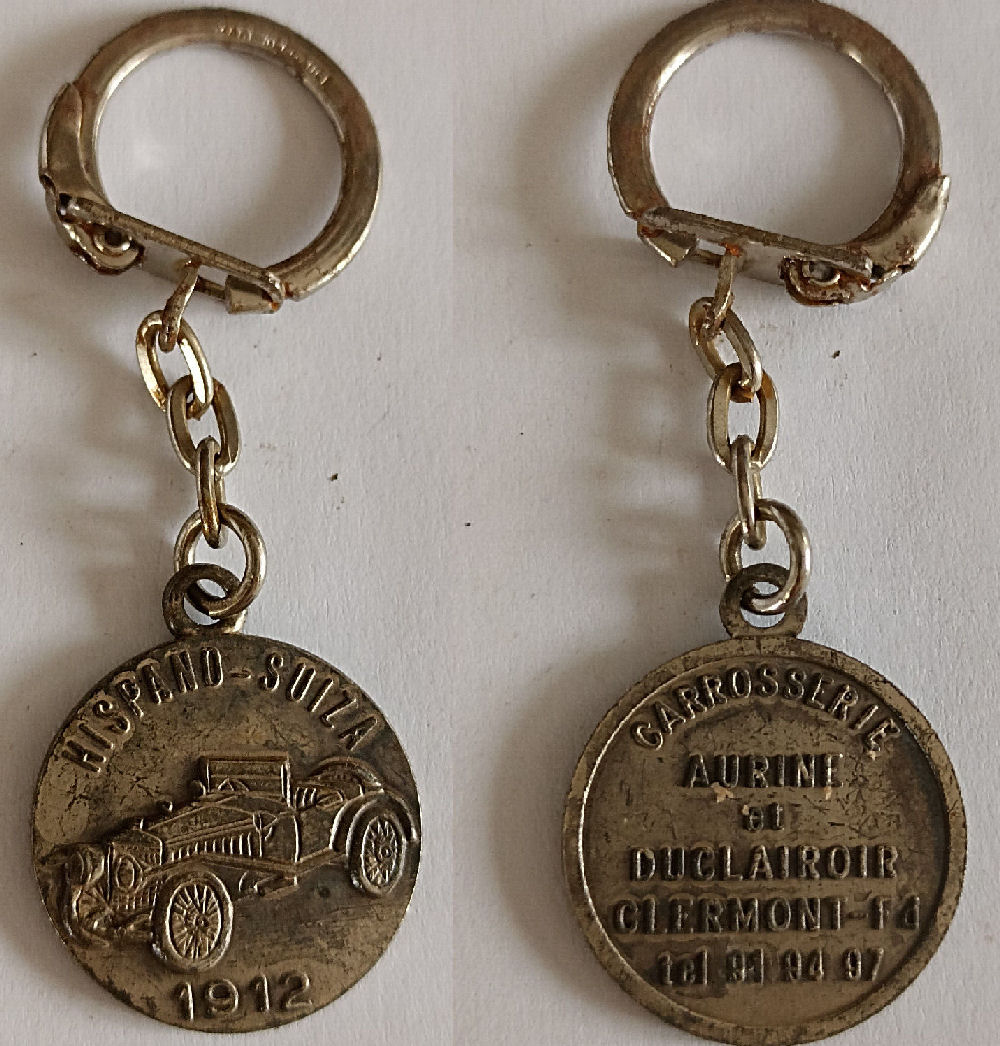 HISPANO-SUIZA
1912
CARROSSERIE
AURINE
et
DUCLAIROIR
CLERMONT-Fd
tel 91 94 97